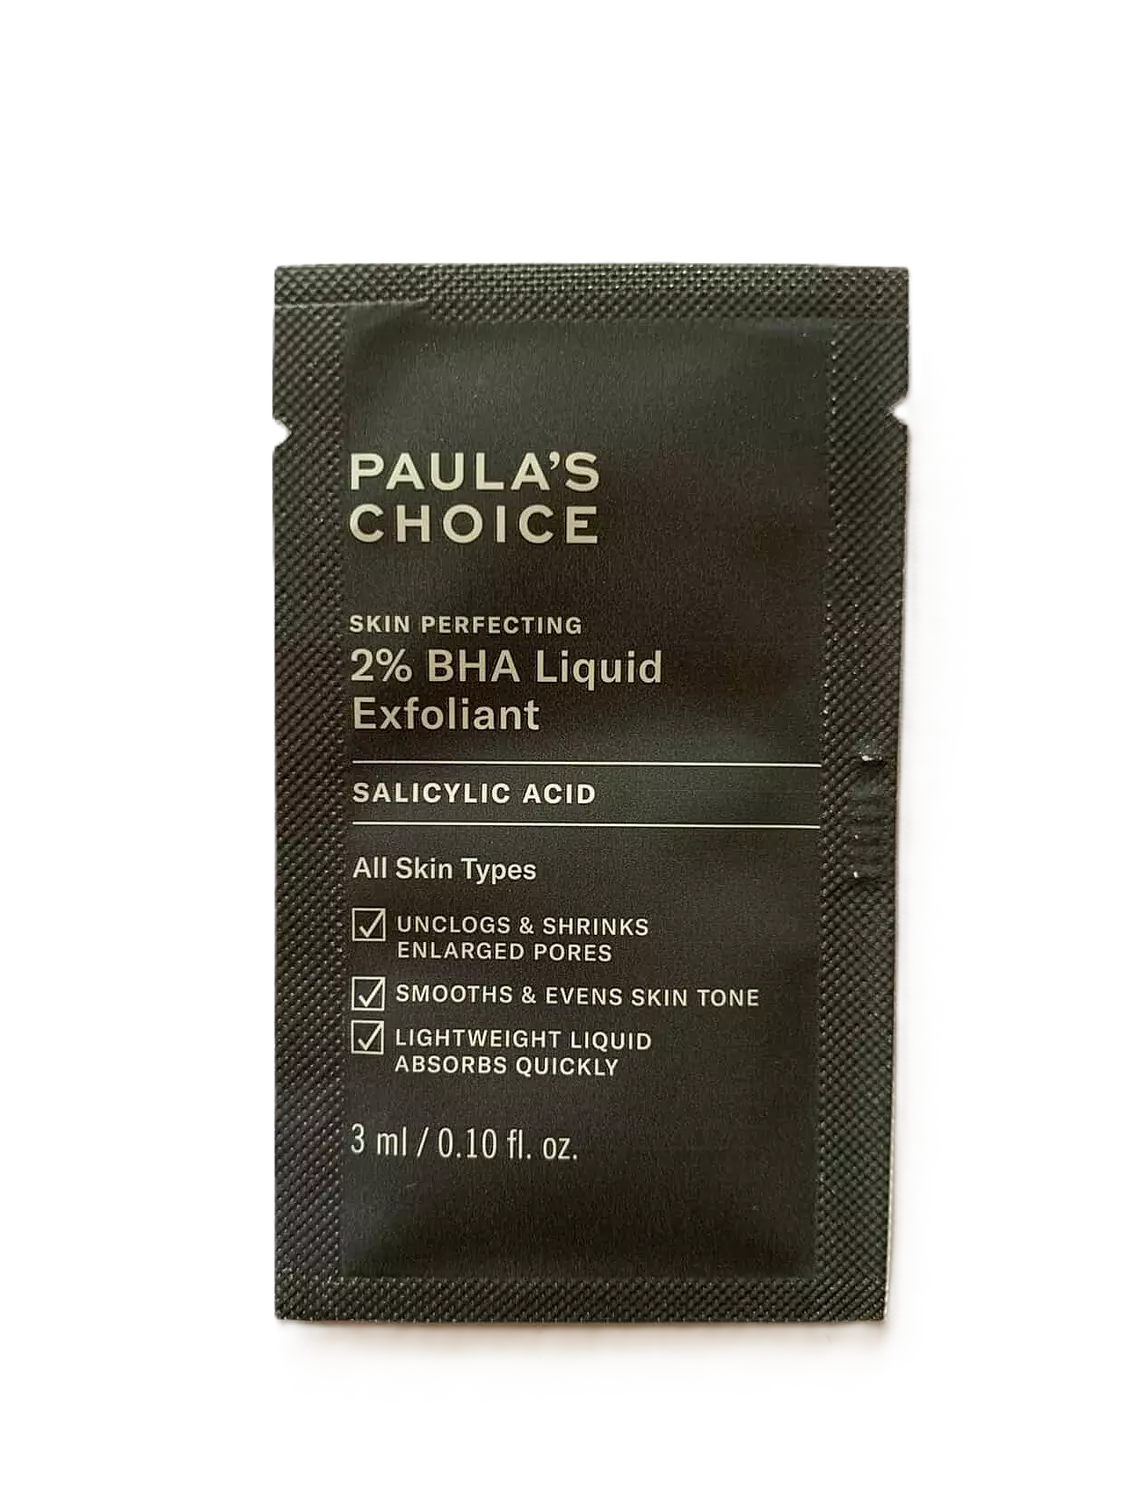 PAULA'S
CHOICE
SKIN PERFECTING
2% BHA Liquid
Exfoliant
SALICYLIC ACID
All Skin Types
UNCLOGS & SHRINKS
ENLARGED PORES
SMOOTHS & EVENS SKIN TONE
LIGHTWEIGHT LIQUID
ABSORBS QUICKLY
3 ml / 0.10 fl. oz.